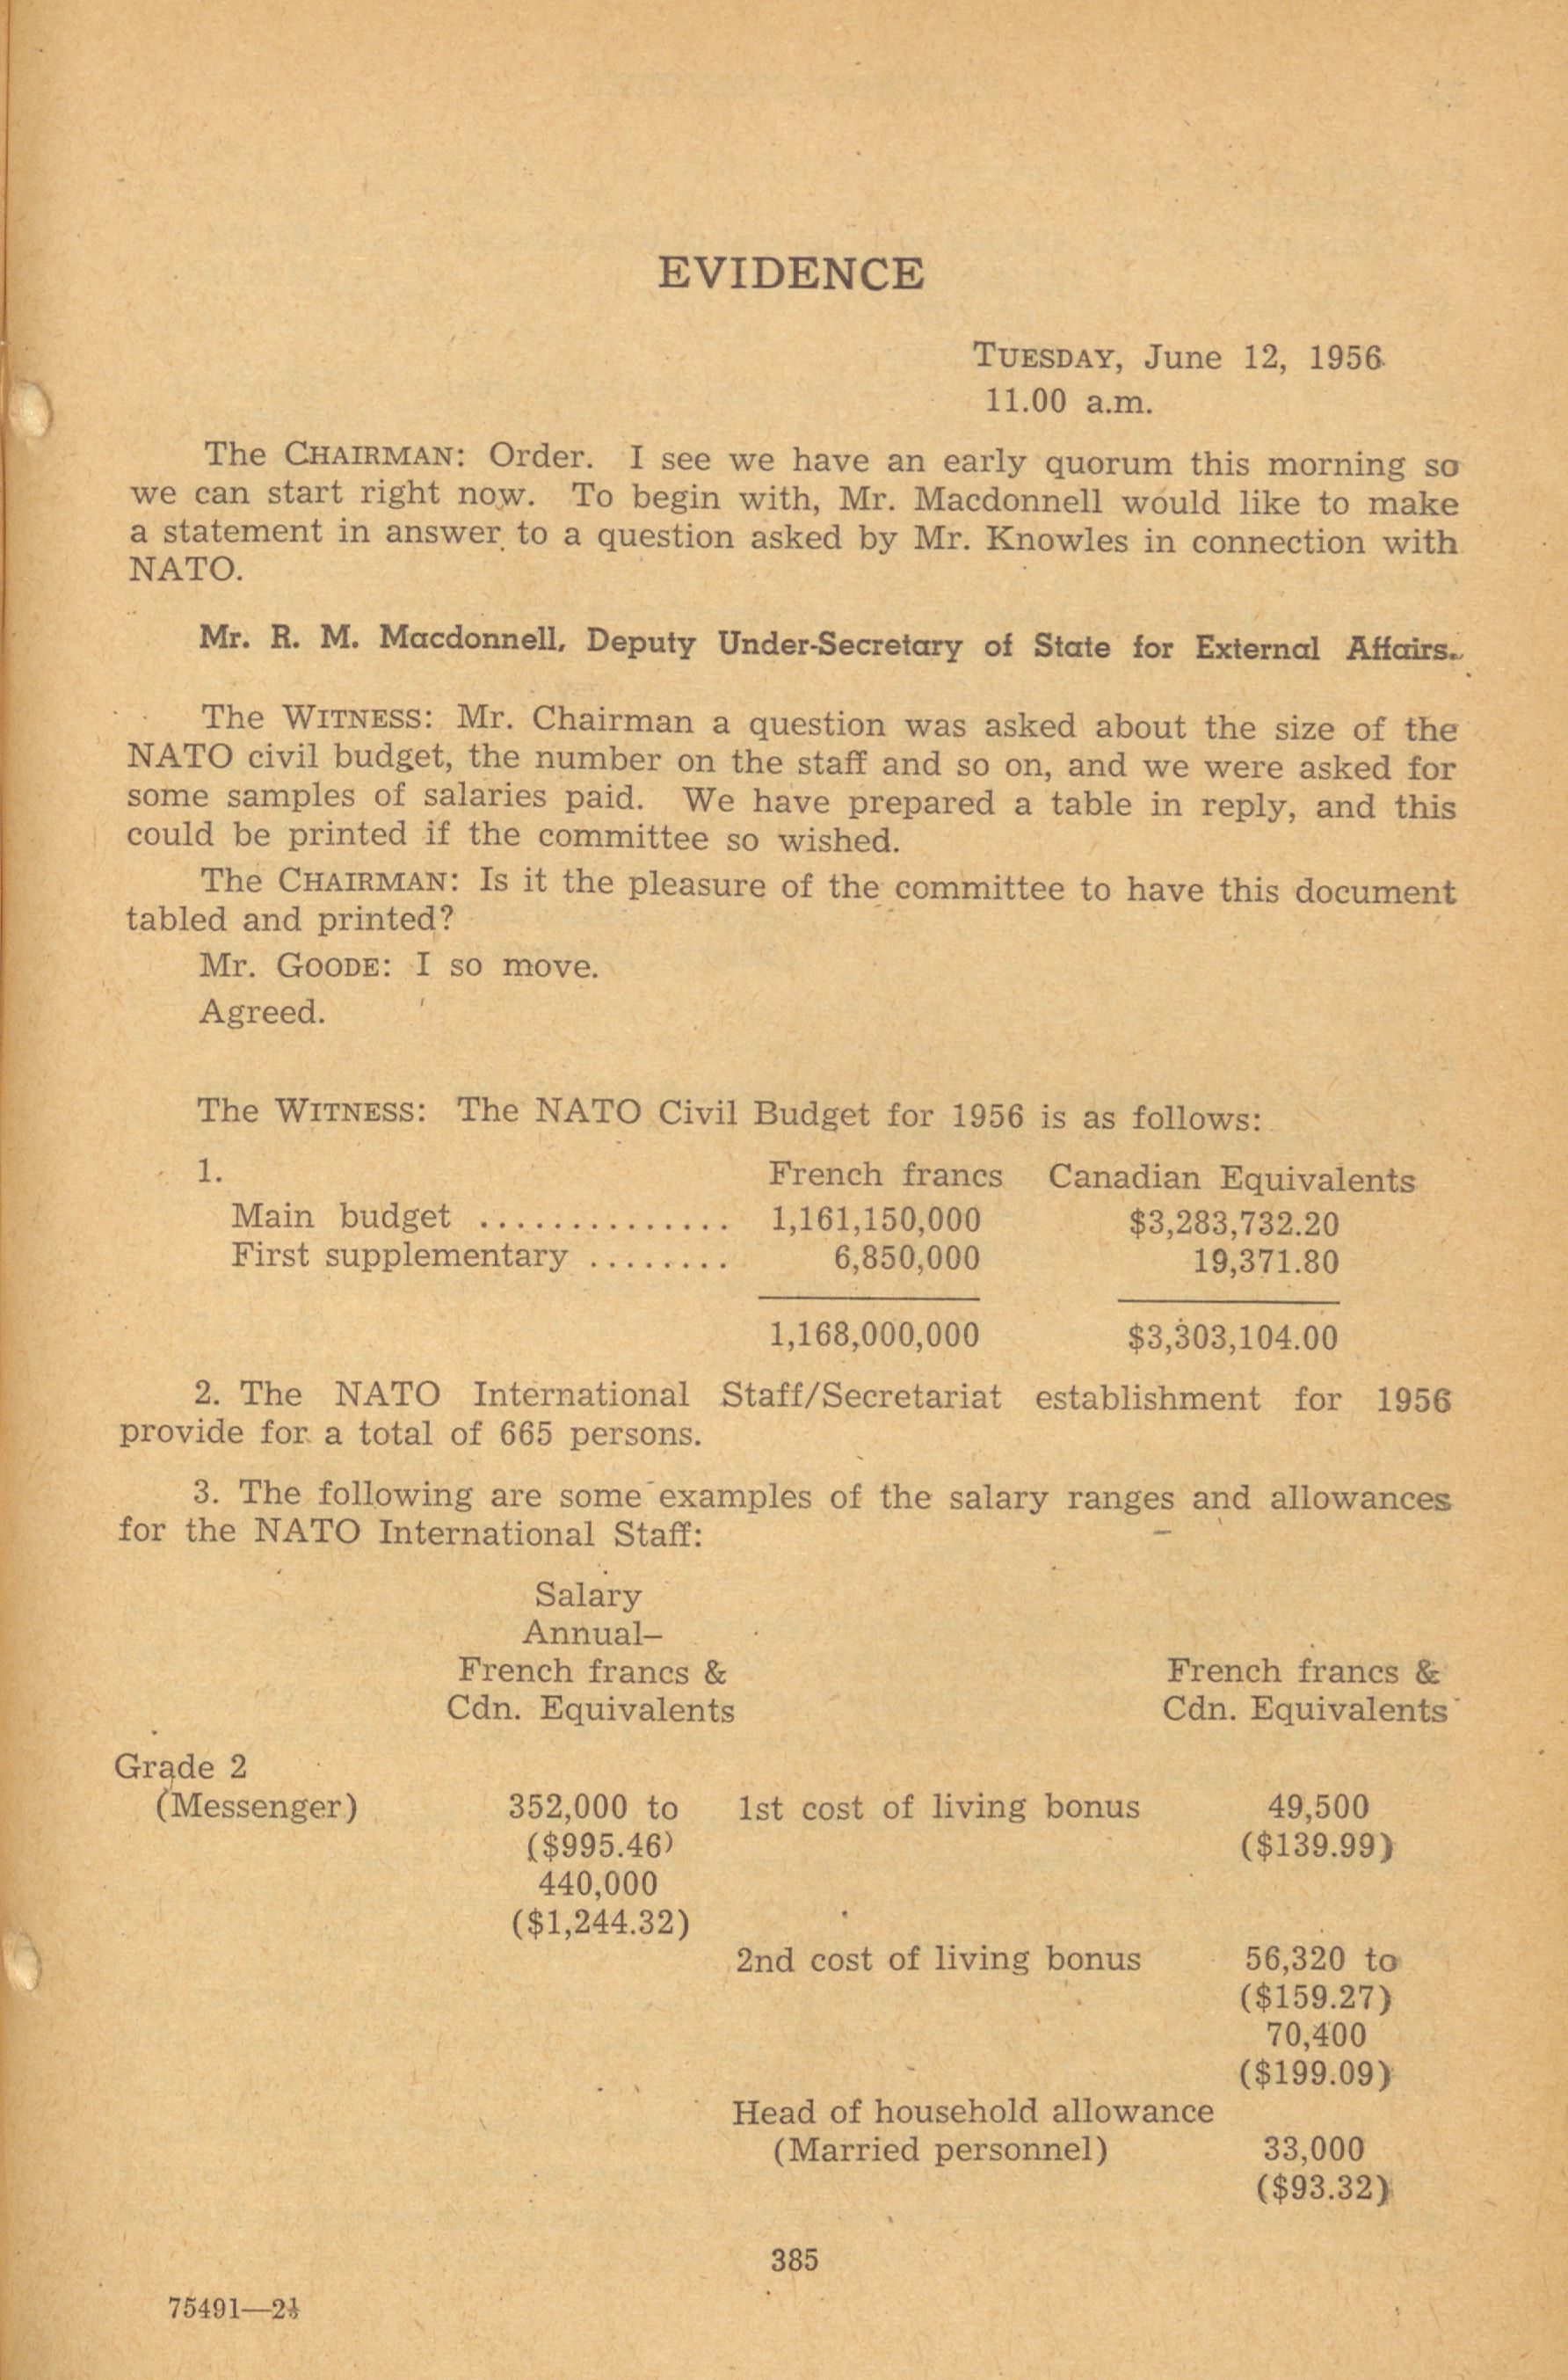 EVIDENCE
TUESDAY, June 12, 1956
11.00 a.m.
The CHAIRMAN: Order. I see we have an early quorum this morning so
we can start right now. To begin with, Mr. Macdonnell would like to make
a statement in answer to a question asked by Mr. Knowles in connection with
NATO.
Mr. R. M. Macdonnell, Deputy Under-Secretary of State for External Affairs.
The WITNESS: Mr. Chairman a question was asked about the size of the
NATO civil budget, the number on the staff and so on, and we were asked for
some samples of salaries paid. We have prepared a table in reply, and this
could be printed if the committee so wished.
The CHAIRMAN: Is it the pleasure of the committee to have this document
tabled and printed?
Mr. GOODE: I so move.
Agreed.
The WITNESS: The NATO Civil Budget for 1956 is as follows:
1. French francs Canadian Equivalents
Main budget .............. 1,161,150,000 $3,283,732.20
First supplementary ........ 6,850,000 19,371.80
1,168,000,000 $3,303,104.00
2. The NATO International Staff/Secretariat establishment for 1956
provide for a total of 665 persons.
3. The following are some examples of the salary ranges and allowances
for the NATO International Staff:
Salary
Annual–
French francs & French francs &
Cdn. Equivalents Cdn. Equivalents
Grade 2
(Messenger) 352,000 to 1st cost of living bonus 49,500
($995.46) ($139.99)
440,000
($1,244.32)
2nd cost of living bonus 56,320 to
($159.27)
70,400
($199.09)
Head of household allowance
(Married personnel) 33,000
($93.32)
385
75491—2½